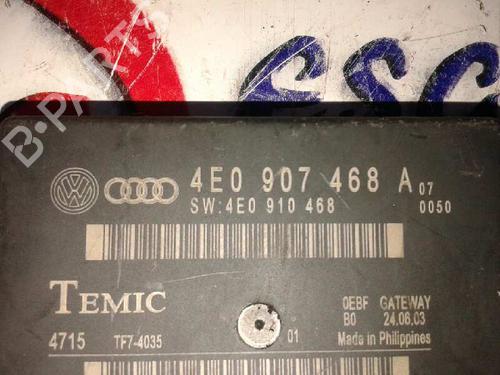 B-PARTS
4E0 907 468 A 07
SW:4E0 910 468 0050
TEMIC
0EBF GATEWAY
B0 24.06.03
4715 TF7-4035 01 Made in Philippines